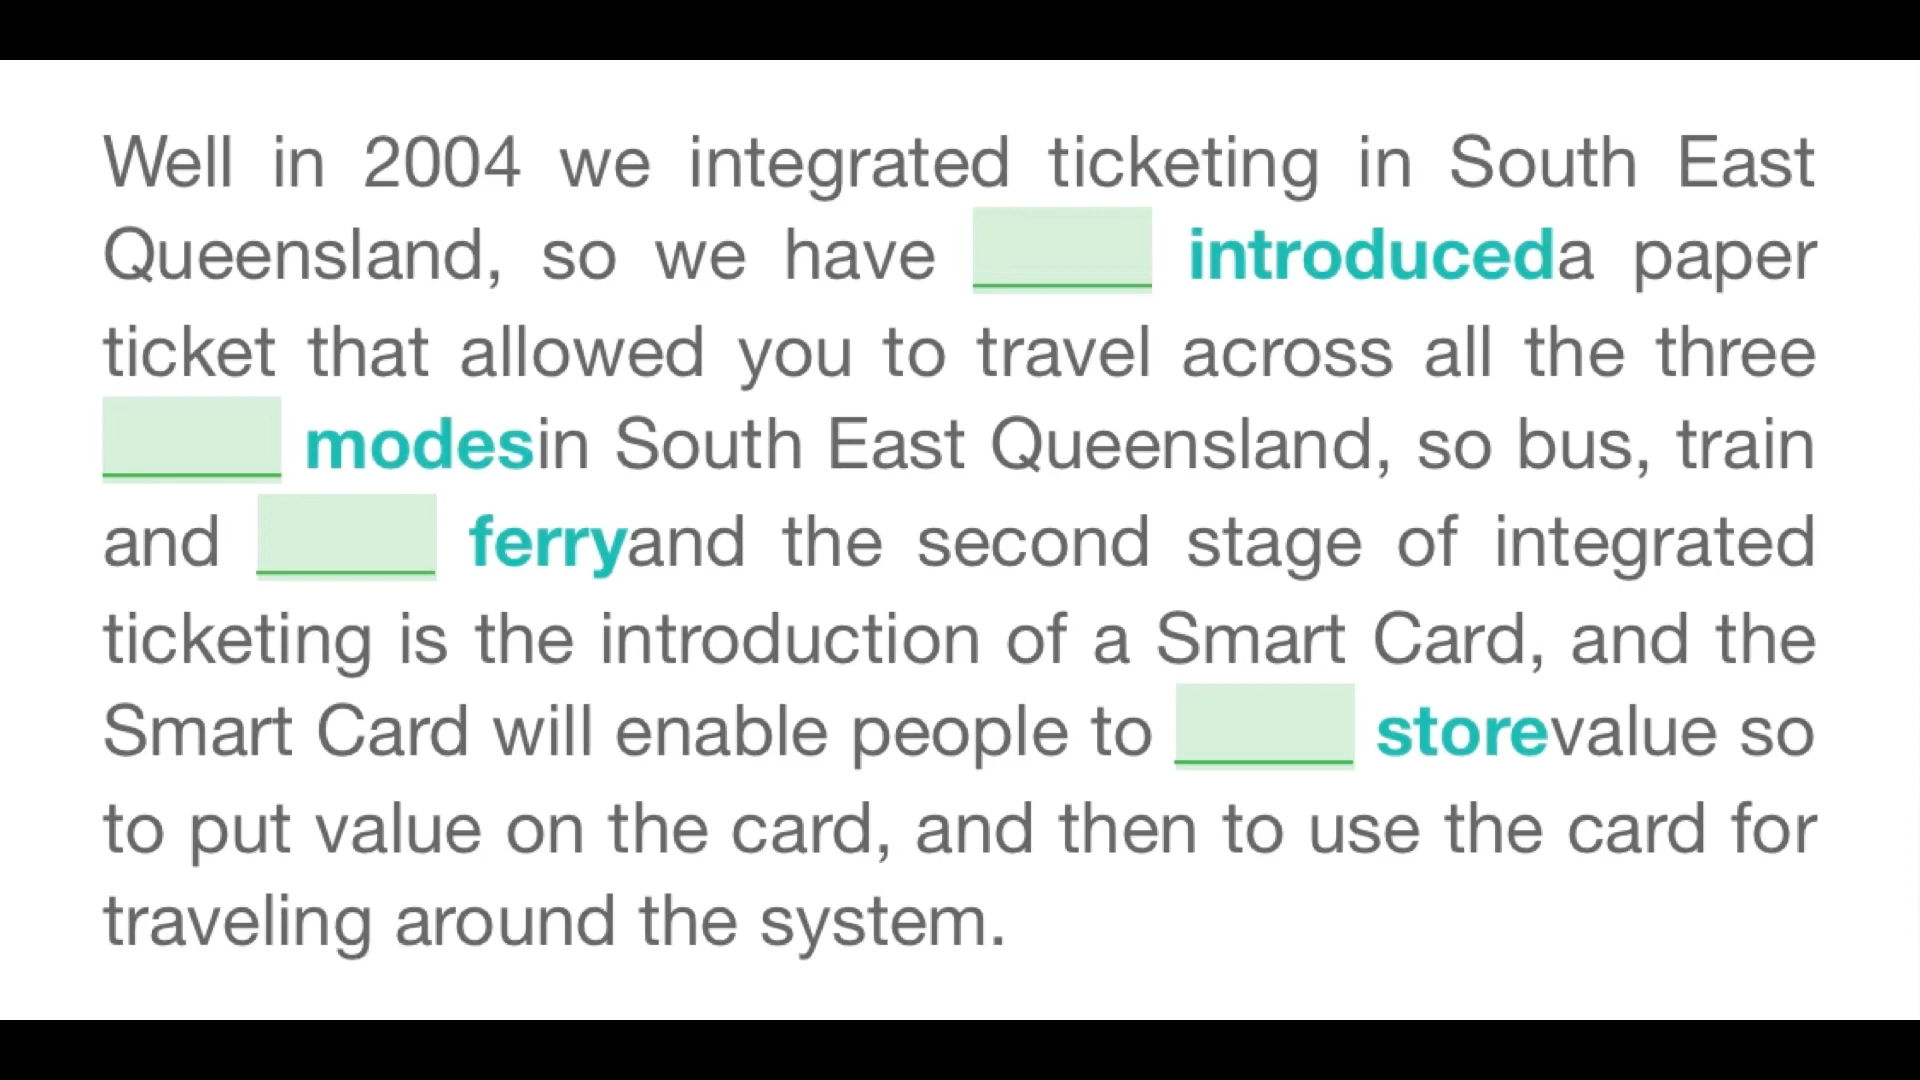 Well in 2004 we integrated ticketing in South East
Queensland, so we have introduceda paper
ticket that allowed you to travel across all the three
modesin South East Queensland, so bus, train
and ferryand the second stage of integrated
ticketing is the introduction of a Smart Card, and the
Smart Card will enable people to storevalue so
to put value on the card, and then to use the card for
traveling around the system.